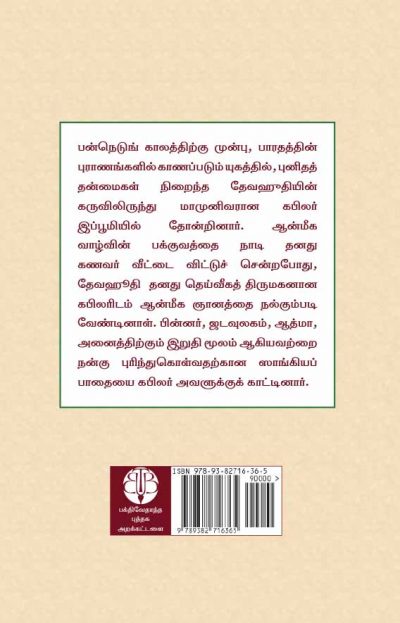 பன்நெடுங் காலத்திற்கு முன்பு, பாரதத்தின்
புராணங்களில் காணப்படும் யுகத்தில், புனிதத்
தன்மைகள் நிறைந்த தேவஹுதியின்
கருவிலிருந்து மாமுனிவரான கபிலர்
இப்பூமியில் தோன்றினார். ஆன்மீக
வாழ்வின் பக்குவத்தை நாடி தனது
கணவர் வீட்டை விட்டுச் சென்றபோது,
தேவஹூதி தனது தெய்வீகத் திருமகனான
கபிலரிடம் ஆன்மீக ஞானத்தை நல்கும்படி
வேண்டினாள். பின்னர், ஜடவுலகம், ஆத்மா,
அனைத்திற்கும் இறுதி மூலம் ஆகியவற்றை
நன்கு புரிந்துகொள்வதற்கான ஸாங்கியப்
பாதையை கபிலர் அவளுக்குக் காட்டினார்.
பக்திவேதாந்த
புத்தக
அறக்கட்டளை
ISBN 978-93-82716-36-5
90000 >
9 789382 716365